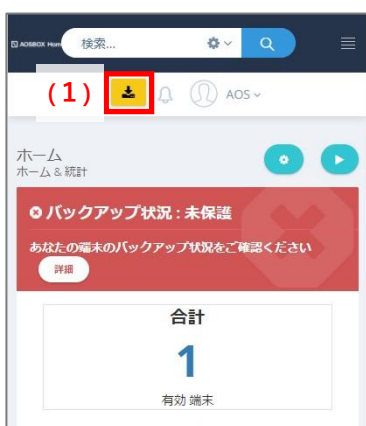 AOSBOX Home 検索...
(1) AOS
ホーム
ホーム & 統計
バックアップ状況 : 未保護
あなたの端末のバックアップ状況をご確認ください
詳細
合計
1
有効 端末